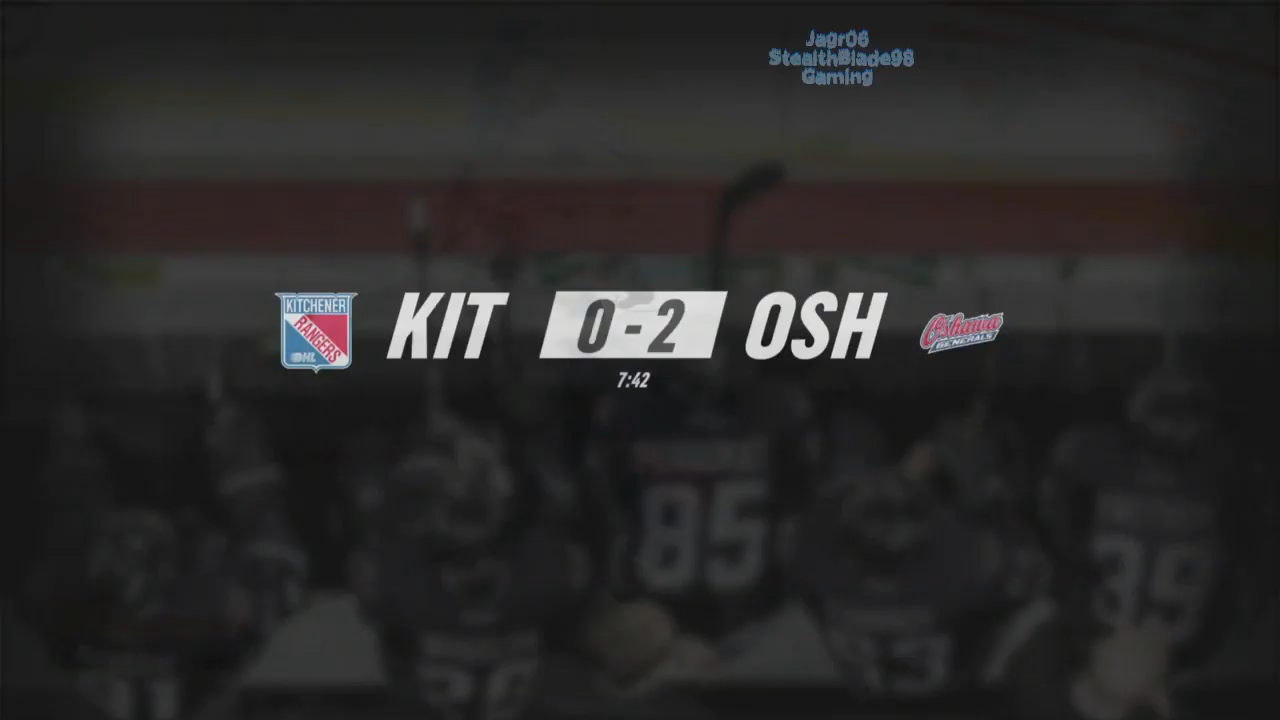 Jagr06
StealthBlade98
Gaming
KITCHENER
RANGERS
OHL
KIT 0-2 OSH
Oshawa
GENERALS
7:42
85
39